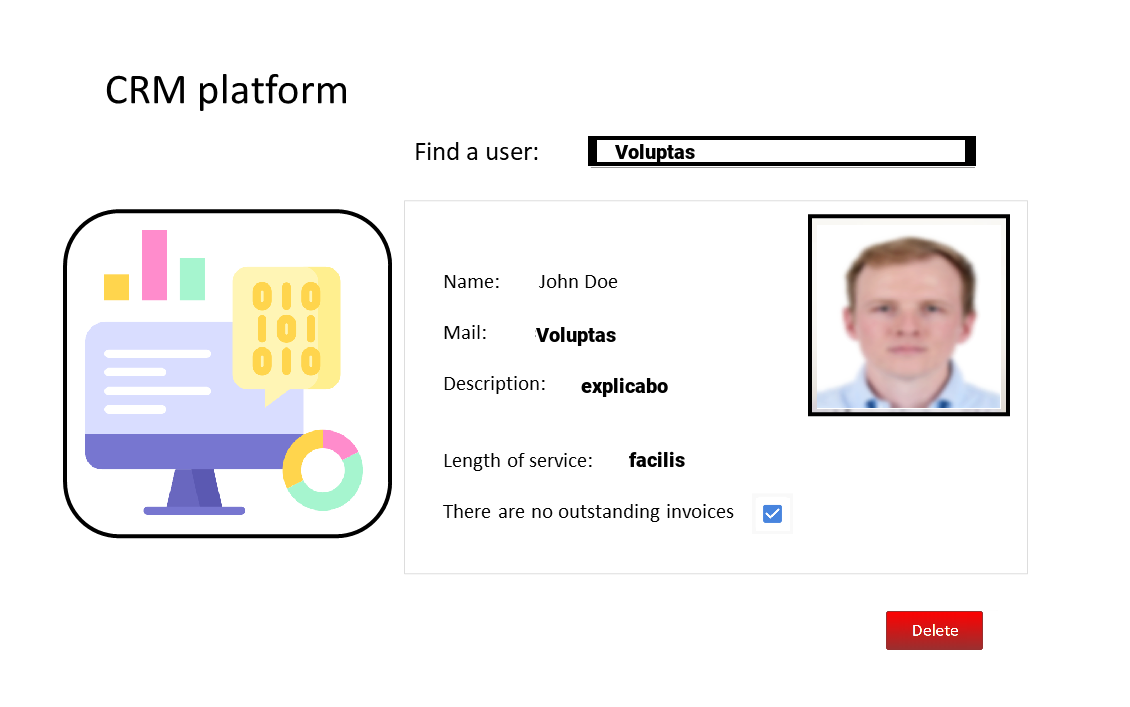 CRM platform
Find a user: Voluptas
Name: John Doe
Mail: Voluptas
Description: explicabo
Length of service: facilis
There are no outstanding invoices
010
101
010
Delete